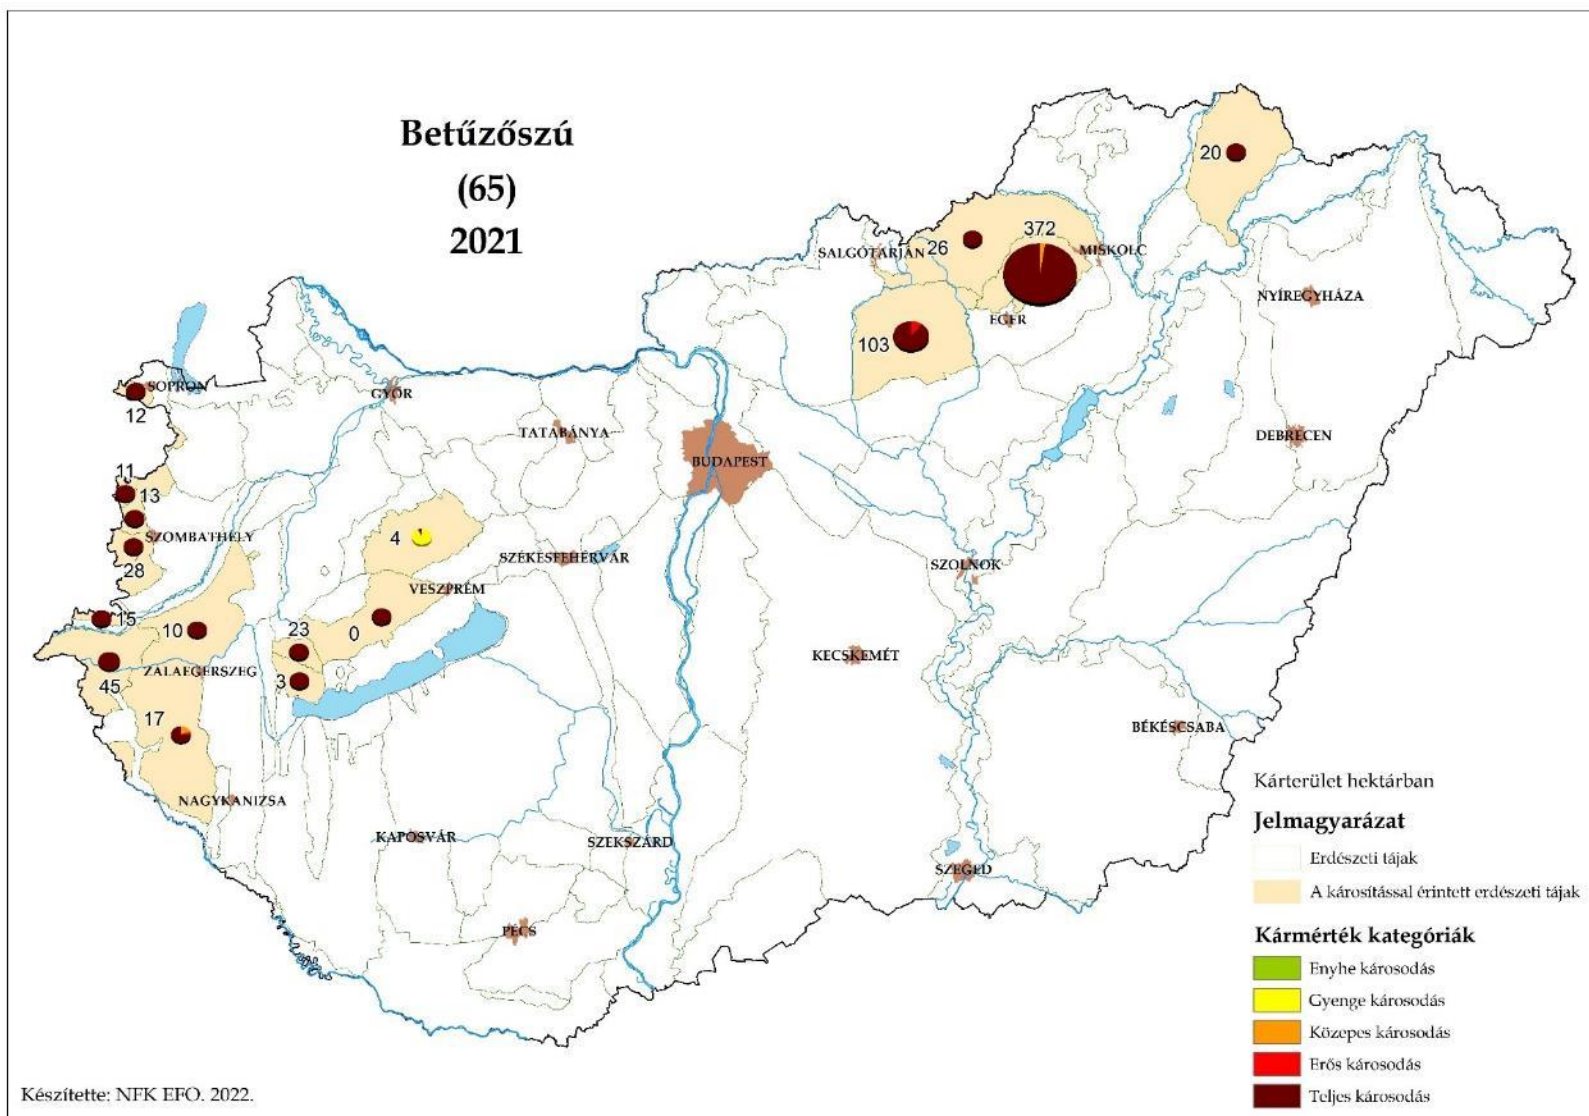 Betűzőszú
(65)
2021
20
372
26
SALGÓTARJÁN
MISKOLC
NYÍREGYHÁZA
EGER
103
SOPRON
12
GYŐR
TATABÁNYA
DEBRECEN
BUDAPEST
11
13
SZOMBATHELY
4
SZÉKESFEHÉRVÁR
SZOLNOK
28
VESZPRÉM
15
10
23
0
KECSKEMÉT
ZALAEGERSZEG
45
3
17
BÉKÉSCSABA
NAGYKANIZSA
KAPOSVÁR
SZEKSZÁRD
SZEGED
PÉCS
Kárterület hektárban
Jelmagyarázat
Erdészeti tájak
A károsítással érintett erdészeti tájak
Kármérték kategóriák
Enyhe károsodás
Gyenge károsodás
Közepes károsodás
Erős károsodás
Teljes károsodás
Készítette: NFK EFO. 2022.